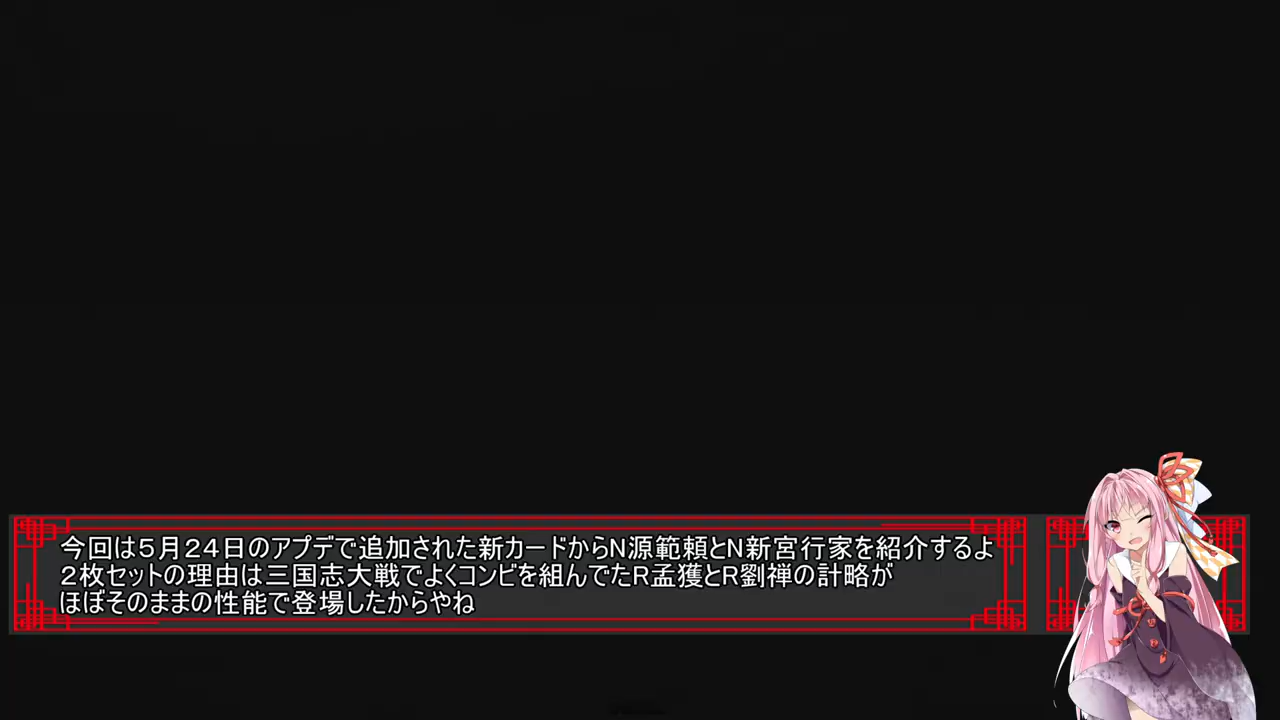 今回は５月２４日のアプデで追加された新カードからN源範頼とN新宮行家を紹介するよ
２枚セットの理由は三国志大戦でよくコンビを組んでたR孟獲とR劉禅の計略が
ほぼそのままの性能で登場したからやね